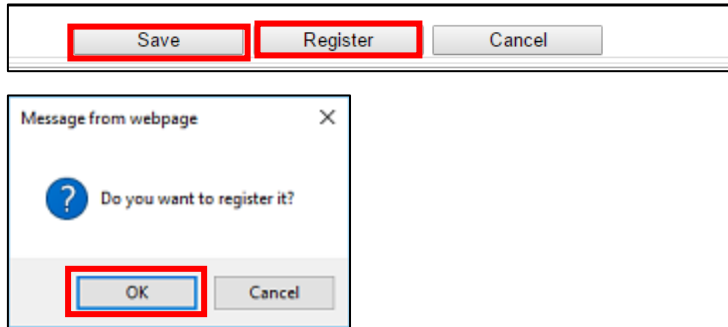 Save Register Cancel
Message from webpage
Do you want to register it?
OK Cancel